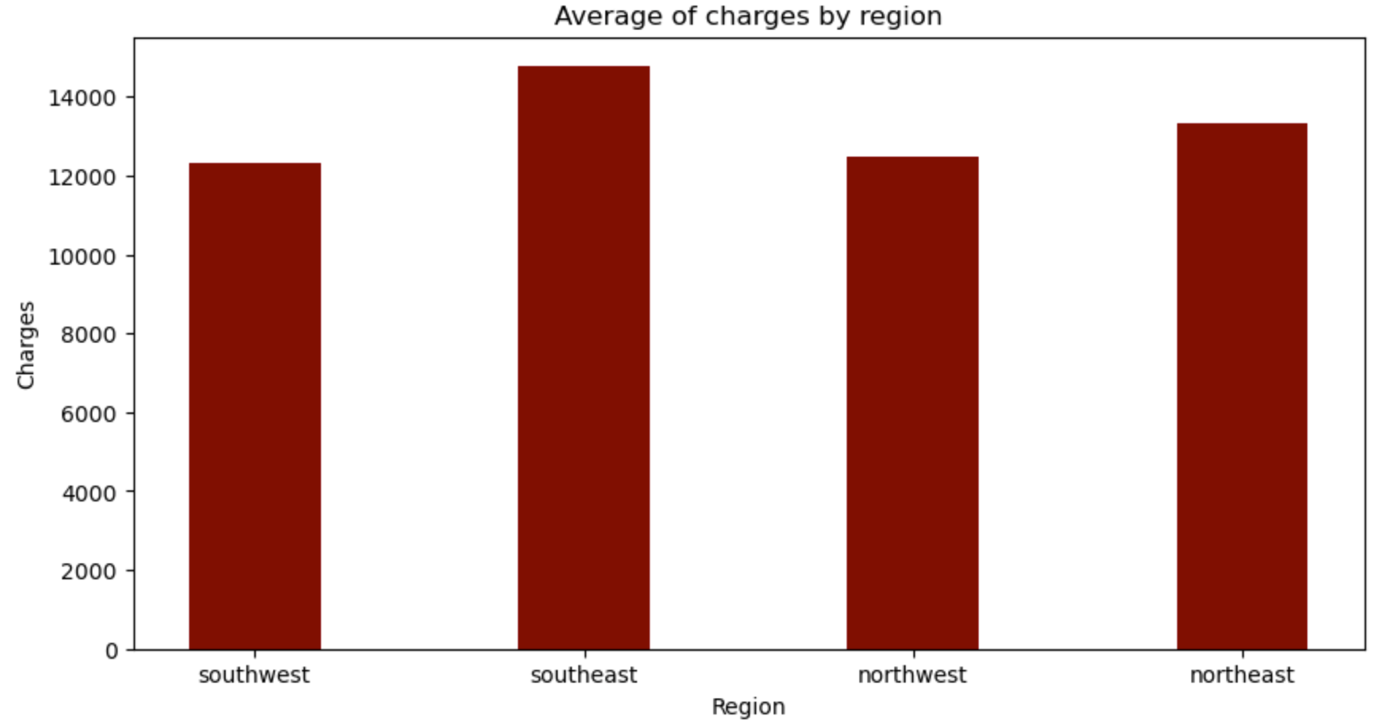 Average of charges by region
14000
12000
10000
8000
6000
4000
2000
0
Charges
southwest southeast northwest northeast
Region